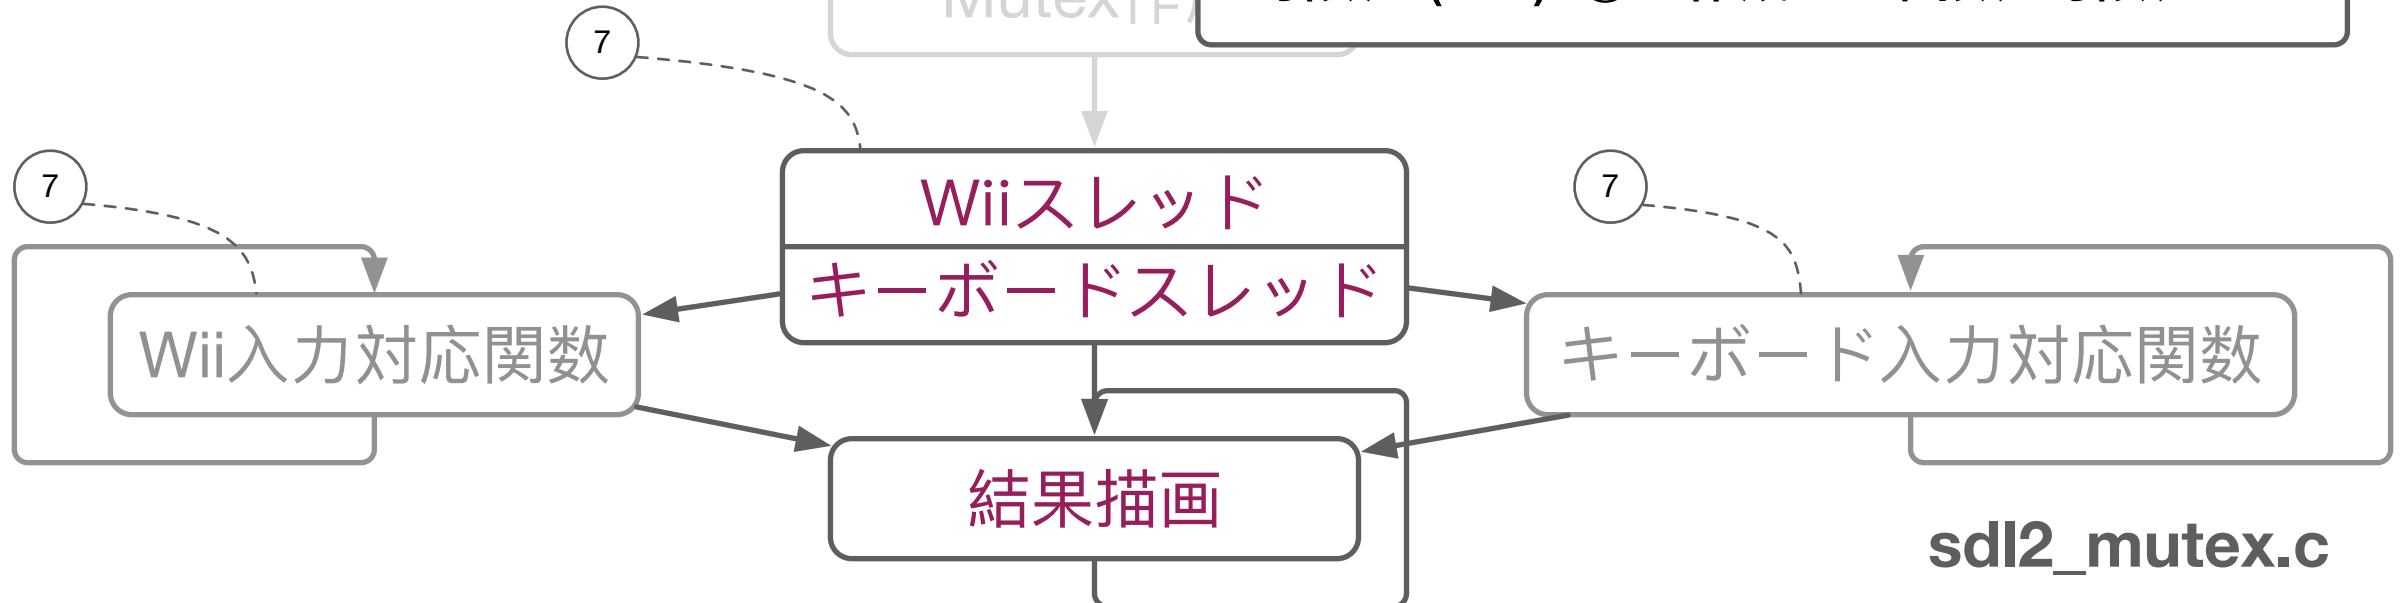 Mutex
7
7
7
Wiiスレッド
キーボードスレッド
Wii入力対応関数
キーボード入力対応関数
結果描画
sdl2_mutex.c